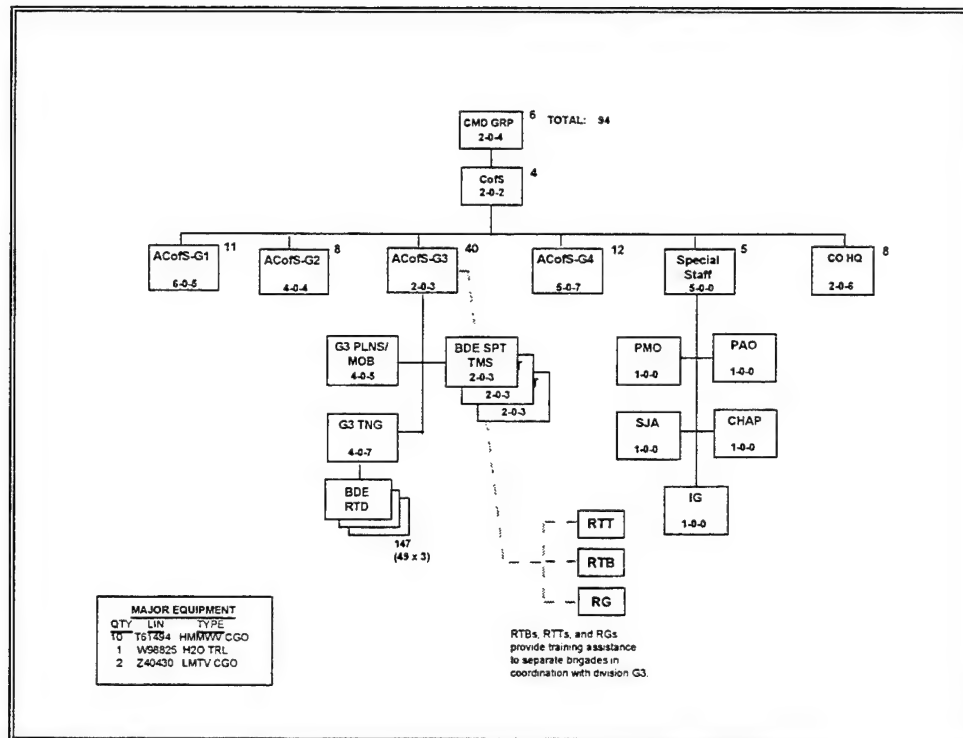 CMD GRP
2-0-4
6
TOTAL: 94
CofS
2-0-2
4
ACofS-G1
6-0-5
11
ACofS-G2
4-0-4
8
ACofS-G3
2-0-3
40
ACofS-G4
5-0-7
12
Special
Staff
5-0-0
5
CO HQ
2-0-6
8
G3 PLNS/
MOB
4-0-5
BDE SPT
TMS
2-0-3
2-0-3
2-0-3
G3 TNG
4-0-7
BDE
RTD
147
(49 x 3)
PMO
1-0-0
PAO
1-0-0
SJA
1-0-0
CHAP
1-0-0
IG
1-0-0
RTT
RTB
RG
RTBs, RTTs, and RGs
provide training assistance
to separate brigades in
coordination with division G3.
MAJOR EQUIPMENT
QTY LIN TYPE
10 T61494 HMMWV CGO
1 W98825 H2O TRL
2 Z40430 LMTV CGO